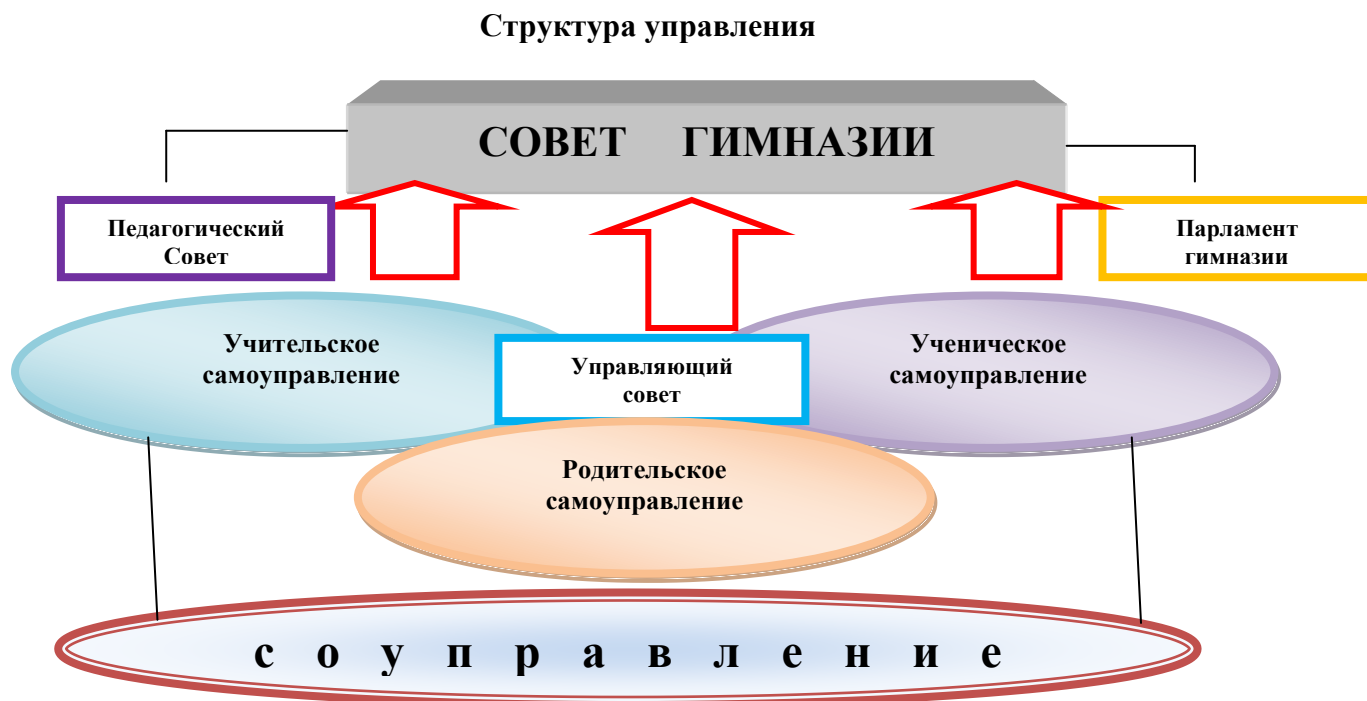 Структура управления
СОВЕТ ГИМНАЗИИ
Педагогический
Совет
Парламент
гимназии
Учительское
самоуправление
Управляющий
совет
Ученическое
самоуправление
Родительское
самоуправление
с о у п р а в л е н и е